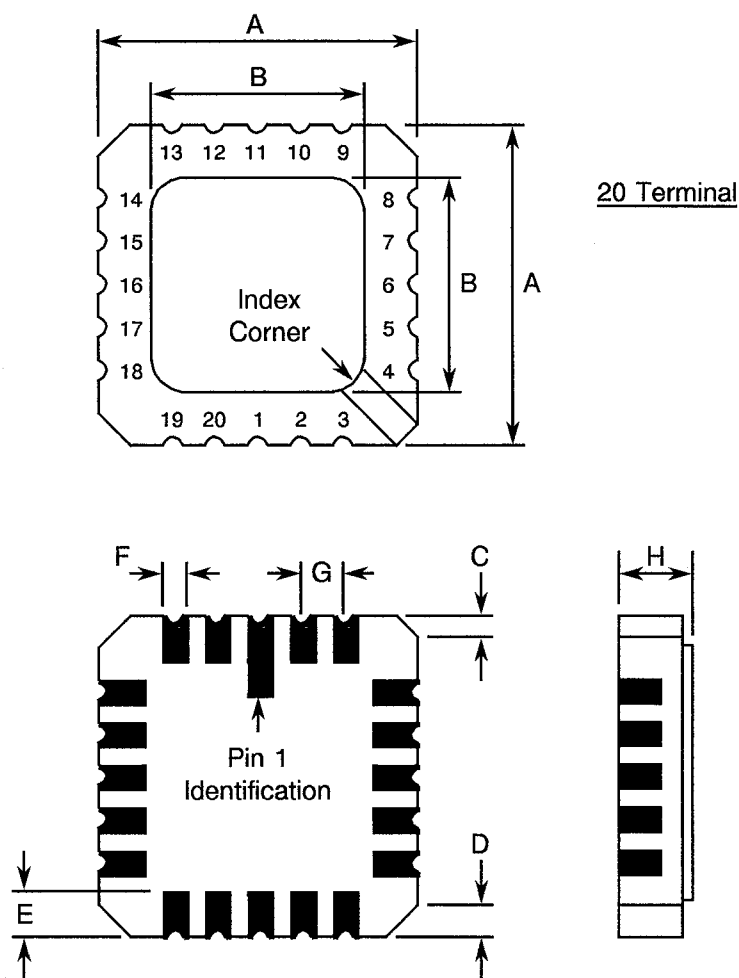 A
B
13 12 11 10 9
14
15
16
17
18
8
7
6
5
4
B
A
20 Terminal
Index
Corner
19 20 1 2 3
F
G
C
H
Pin 1
Identification
D
E